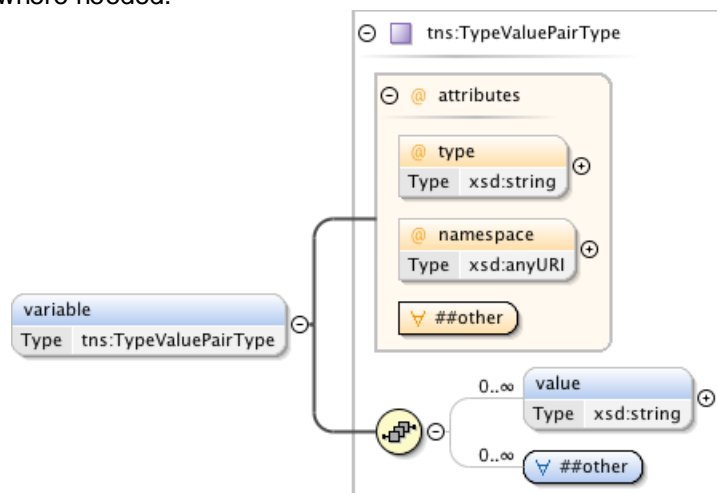 where needed.
tns:TypeValuePairType
@ attributes
@ type
Type xsd:string
@ namespace
Type xsd:anyURI
∀ ##other
variable
Type tns:TypeValuePairType
0..∞ value
Type xsd:string
0..∞ ∀ ##other